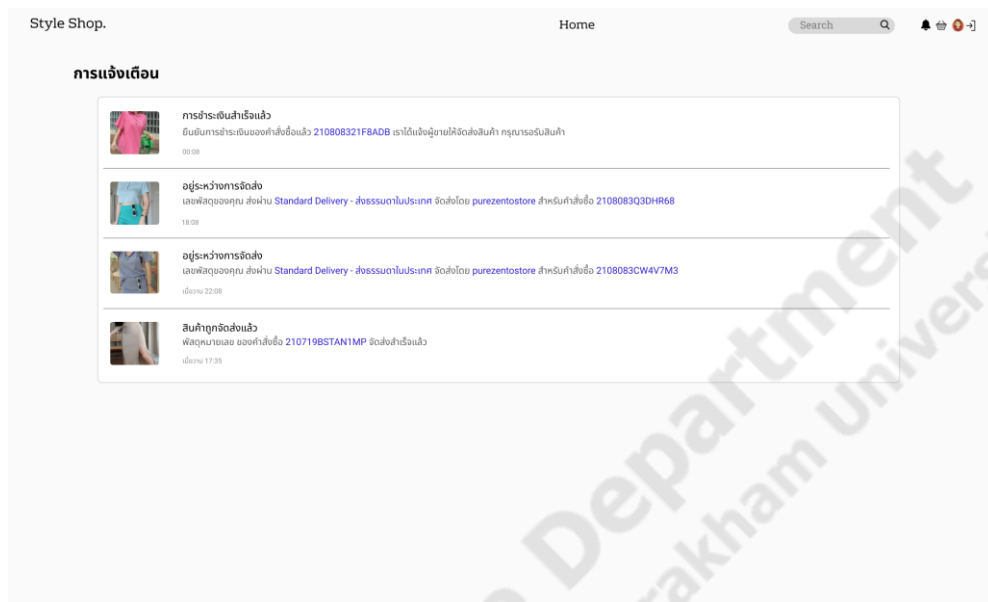 Style Shop.
Home
Search
การแจ้งเตือน
การชำระเงินสำเร็จแล้ว
ยืนยันการชำระเงินของคำสั่งซื้อแล้ว 210808321F8ADB เราได้แจ้งผู้ขายให้จัดส่งสินค้า กรุณารอรับสินค้า
00:08
อยู่ระหว่างการจัดส่ง
เลขพัสดุของคุณ ส่งผ่าน Standard Delivery - ส่งธรรมดาในประเทศ จัดส่งโดย purezentostore สำหรับคำสั่งซื้อ 2108083Q3DHR68
18:08
อยู่ระหว่างการจัดส่ง
เลขพัสดุของคุณ ส่งผ่าน Standard Delivery - ส่งธรรมดาในประเทศ จัดส่งโดย purezentostore สำหรับคำสั่งซื้อ 2108083CW4V7M3
เมื่อวาน 22:08
สินค้าถูกจัดส่งแล้ว
พัสดุหมายเลข ของคำสั่งซื้อ 210719BSTAN1MP จัดส่งสำเร็จแล้ว
เมื่อวาน 17:35
Department